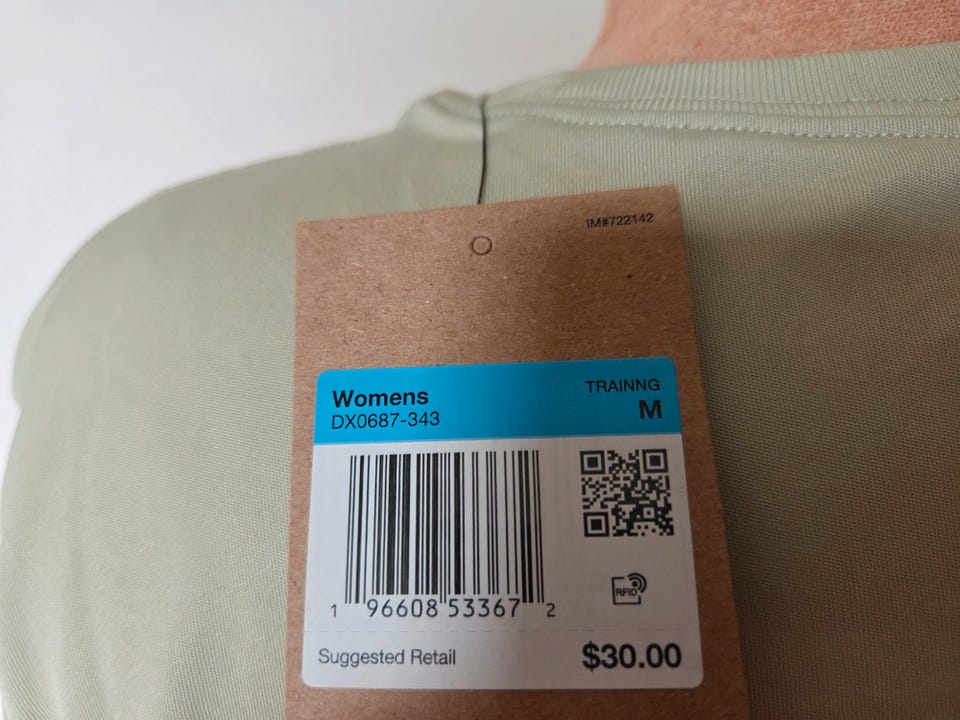 IM#722142
Womens
TRAINNG
DX0687-343
M
RFID
1 96608 53367 2
Suggested Retail
$30.00